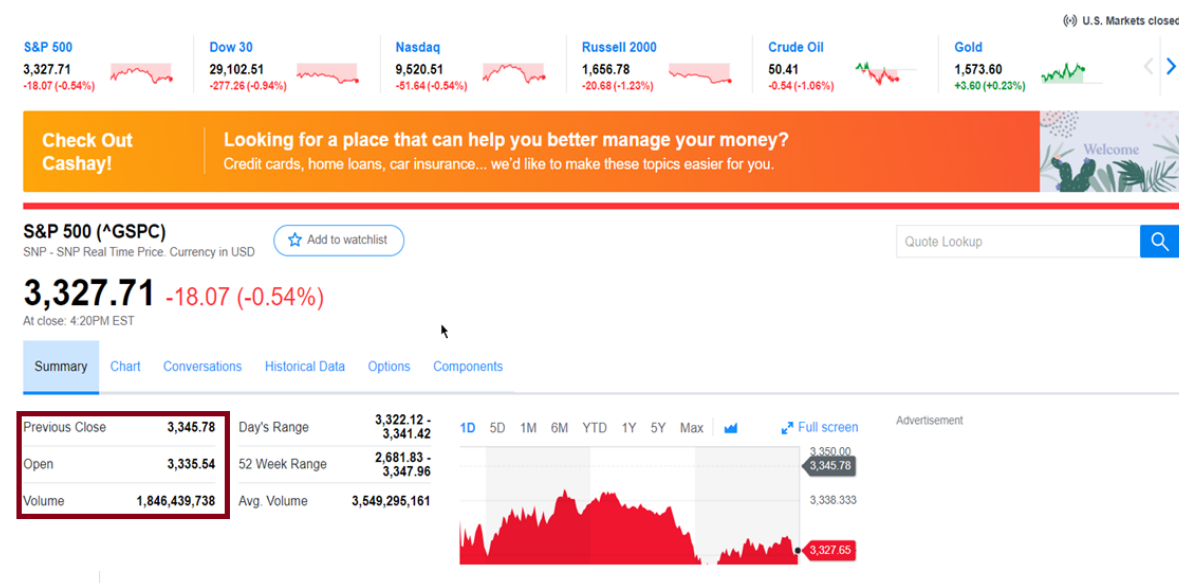 U.S. Markets closed
S&P 500
3,327.71
-18.07 (-0.54%)
Dow 30
29,102.51
-277.26 (-0.94%)
Nasdaq
9,520.51
-51.64 (-0.54%)
Russell 2000
1,656.78
-20.68 (-1.23%)
Crude Oil
50.41
-0.54 (-1.06%)
Gold
1,573.60
+3.60 (+0.23%)
Check Out
Cashay!
Looking for a place that can help you better manage your money?
Credit cards, home loans, car insurance... we'd like to make these topics easier for you.
Welcome
S&P 500 (^GSPC)
SNP - SNP Real Time Price. Currency in USD
Add to watchlist
Quote Lookup
3,327.71 -18.07 (-0.54%)
At close: 4:20PM EST
Summary Chart Conversations Historical Data Options Components
Previous Close 3,345.78
Open 3,335.54
Volume 1,846,439,738
Day's Range 3,322.12 -
3,341.42
52 Week Range 2,681.83 -
3,347.96
Avg. Volume 3,549,295,161
1D 5D 1M 6M YTD 1Y 5Y Max Full screen
3,350.00
3,345.78
3,338.333
3,327.65
Advertisement